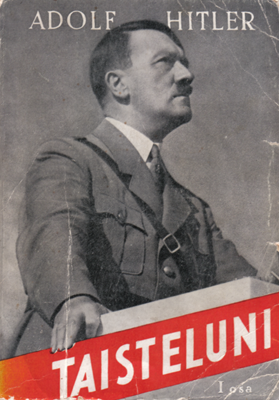 ADOLF HITLER
TAISTELUNI
I osa